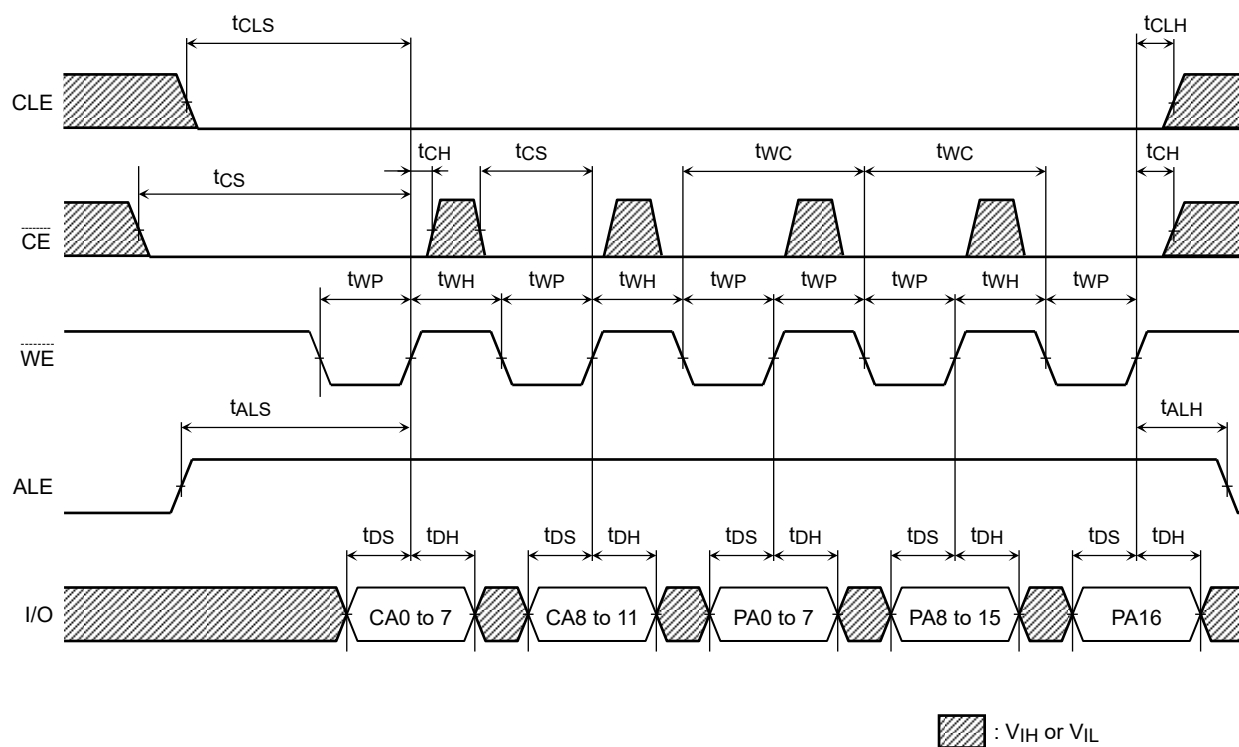 tCLS tCLH
CLE
tCH tCS tWC tWC tCH
tCS
CE
tWP tWH tWP tWH tWP tWP tWP tWH tWP
WE
tALS tALH
ALE
tDS tDH tDS tDH tDS tDH tDS tDH tDS tDH
I/O CA0 to 7 CA8 to 11 PA0 to 7 PA8 to 15 PA16
: VIH or VIL